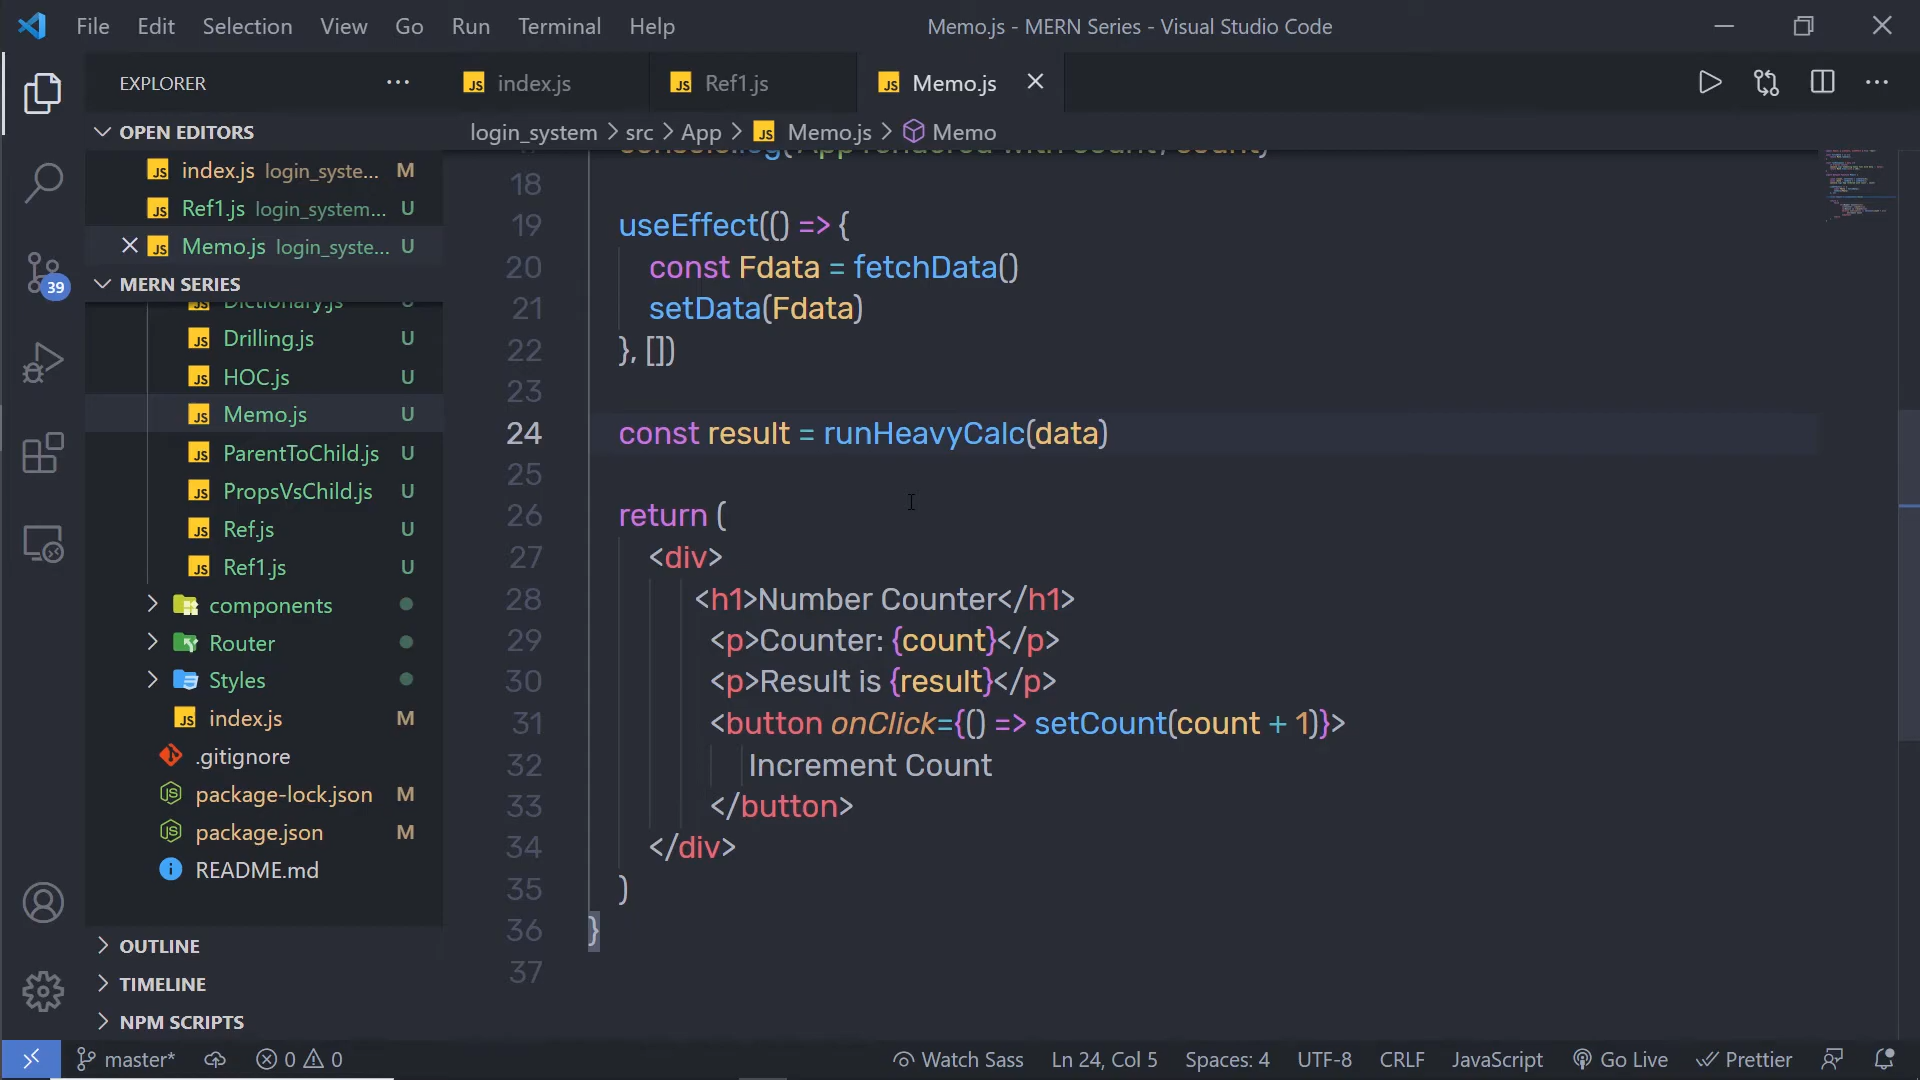 File Edit Selection View Go Run Terminal Help
Memo.js - MERN Series - Visual Studio Code
EXPLORER
index.js
Ref1.js
Memo.js
OPEN EDITORS
login_system > src > App > Memo.js > Memo
index.js login_syste... M
Ref1.js login_system... U
Memo.js login_syste... U
MERN SERIES
Dictionary.js U
Drilling.js U
HOC.js U
Memo.js U
ParentToChild.js U
PropsVsChild.js U
Ref.js U
Ref1.js U
components
Router
Styles
index.js M
.gitignore
package-lock.json M
package.json M
README.md
OUTLINE
TIMELINE
NPM SCRIPTS
39
18
19 useEffect(() => {
20 const Fdata = fetchData()
21 setData(Fdata)
22 }, [])
23
24 const result = runHeavyCalc(data)
25
26 return (
27 <div>
28 <h1>Number Counter</h1>
29 <p>Counter: {count}</p>
30 <p>Result is {result}</p>
31 <button onClick={() => setCount(count + 1)}>
32 Increment Count
33 </button>
34 </div>
35 )
36 }
37
master* 0 0 Watch Sass Ln 24, Col 5 Spaces: 4 UTF-8 CRLF JavaScript Go Live Prettier